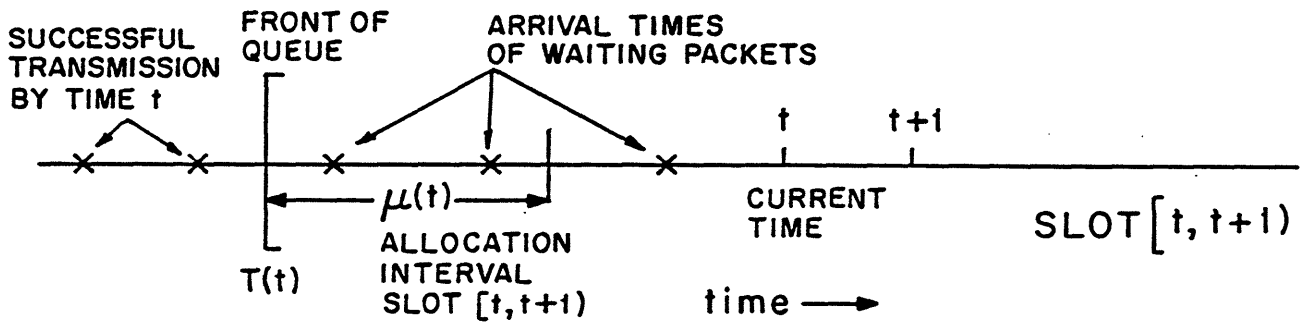 SUCCESSFUL
TRANSMISSION
BY TIME t
FRONT OF
QUEUE
ARRIVAL TIMES
OF WAITING PACKETS
t
t+1
μ(t)
CURRENT
TIME
SLOT [t, t+1)
T(t)
ALLOCATION
INTERVAL
SLOT [t,t+1)
time